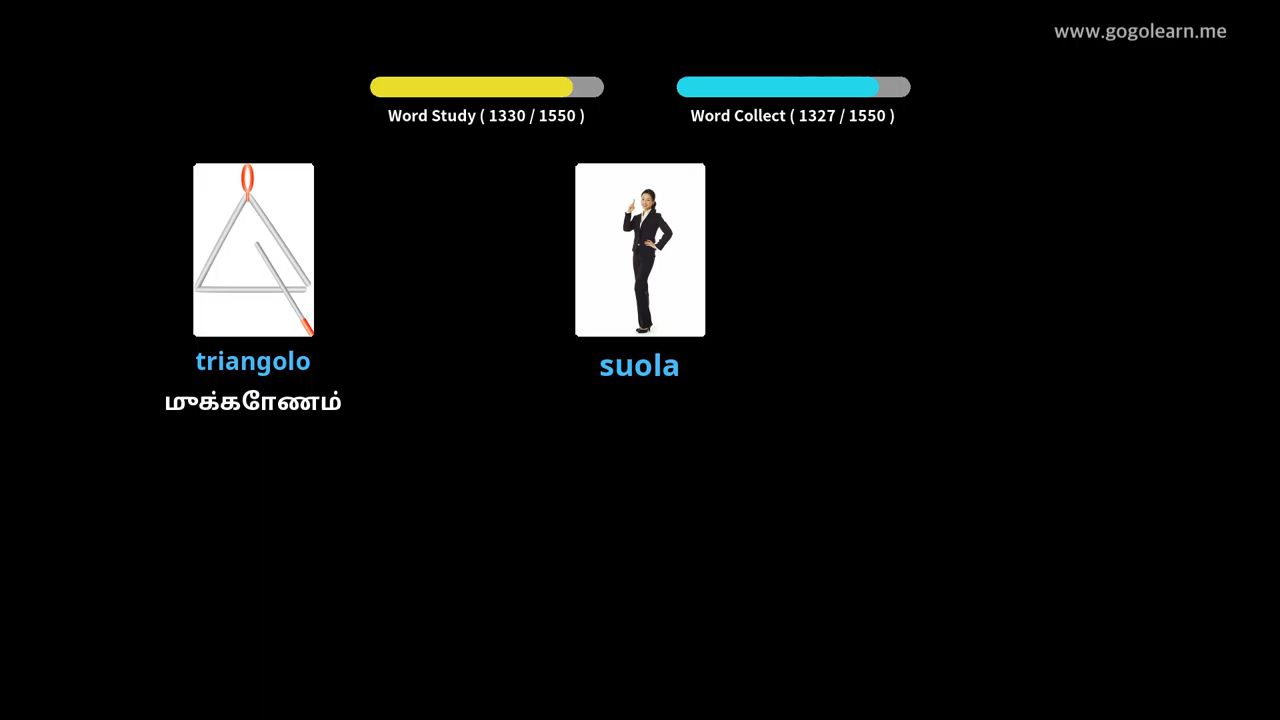 www.gogolearn.me
Word Study ( 1330 / 1550 )
Word Collect ( 1327 / 1550 )
triangolo
முக்கோணம்
suola